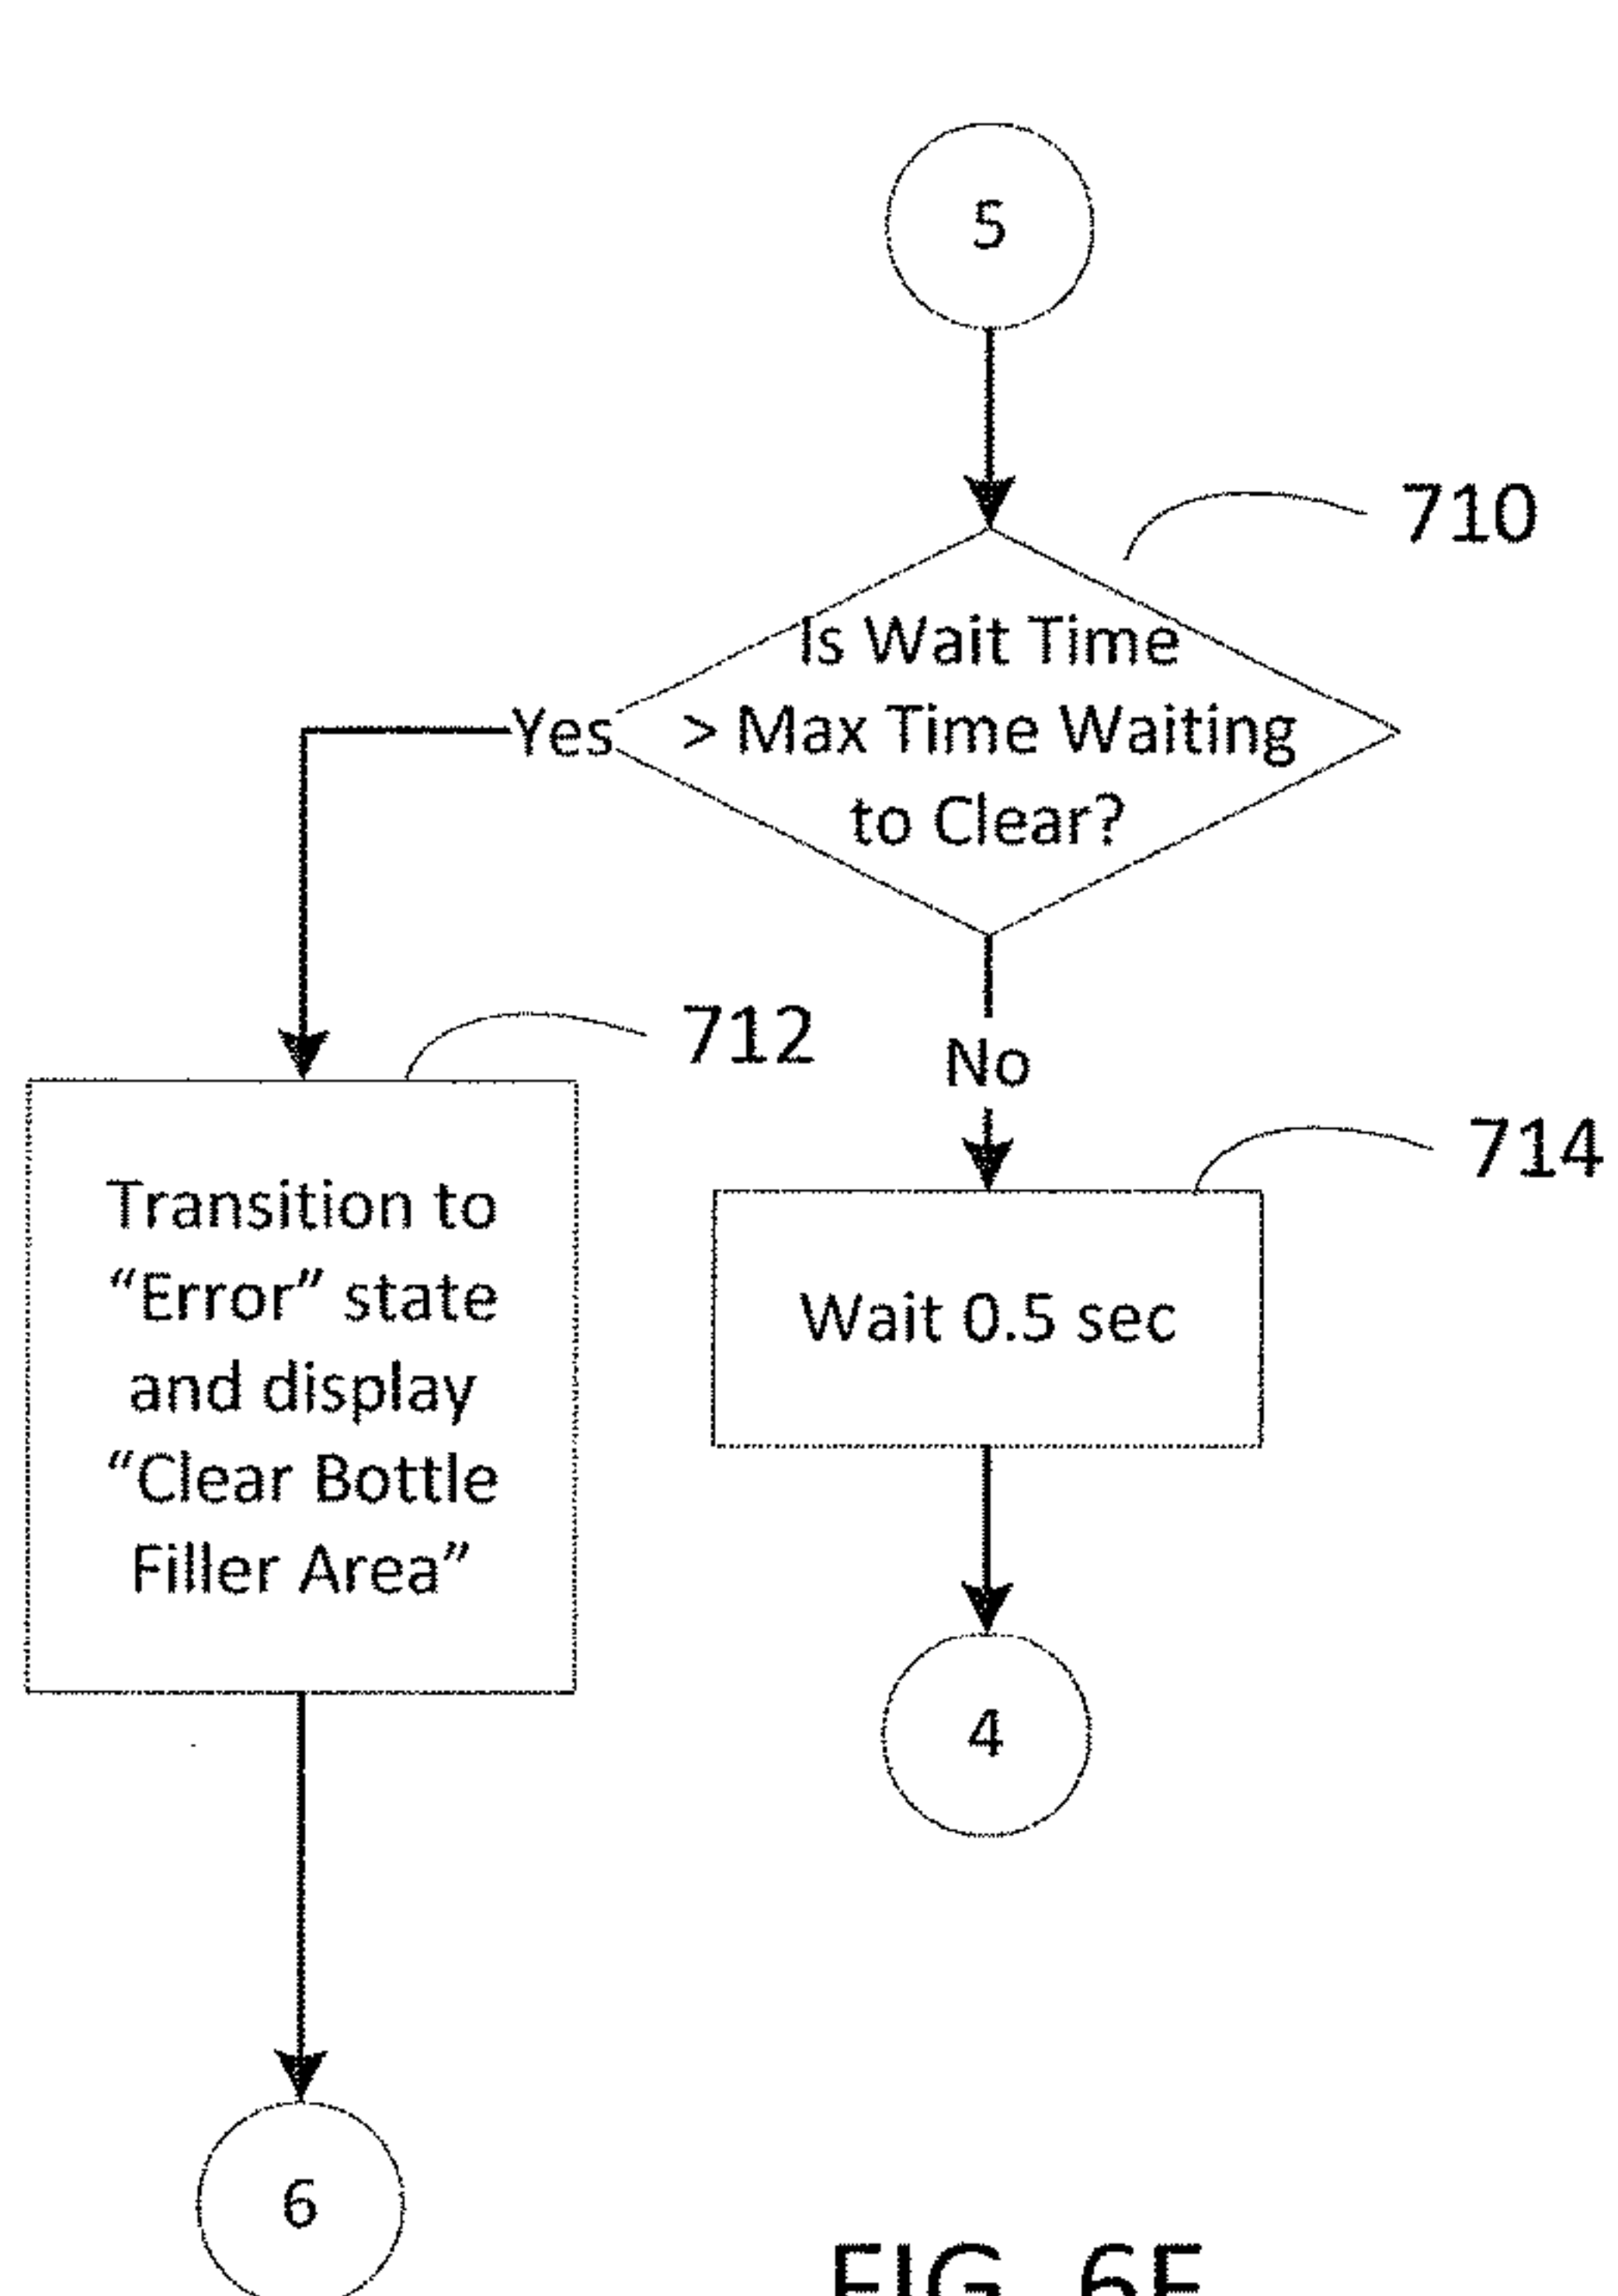 5
710
Is Wait Time
> Max Time Waiting
to Clear?
Yes
712
No
714
Transition to
“Error” state
and display
“Clear Bottle
Filler Area”
Wait 0.5 sec
4
6
FIG.